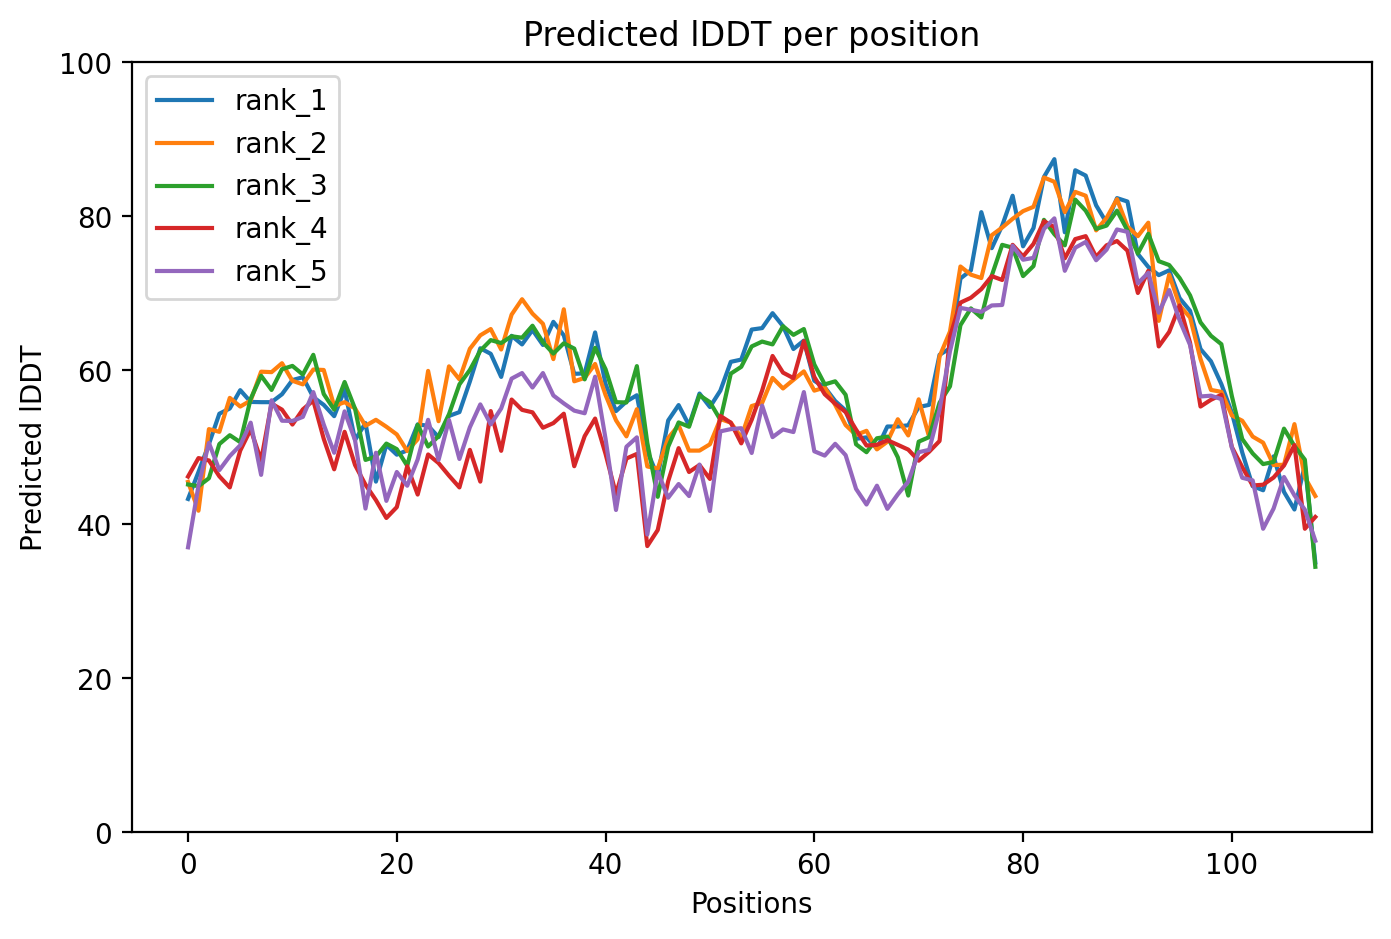 Predicted lDDT per position
100
80
60
40
20
0
Predicted lDDT
rank_1
rank_2
rank_3
rank_4
rank_5
0 20 40 60 80 100
Positions